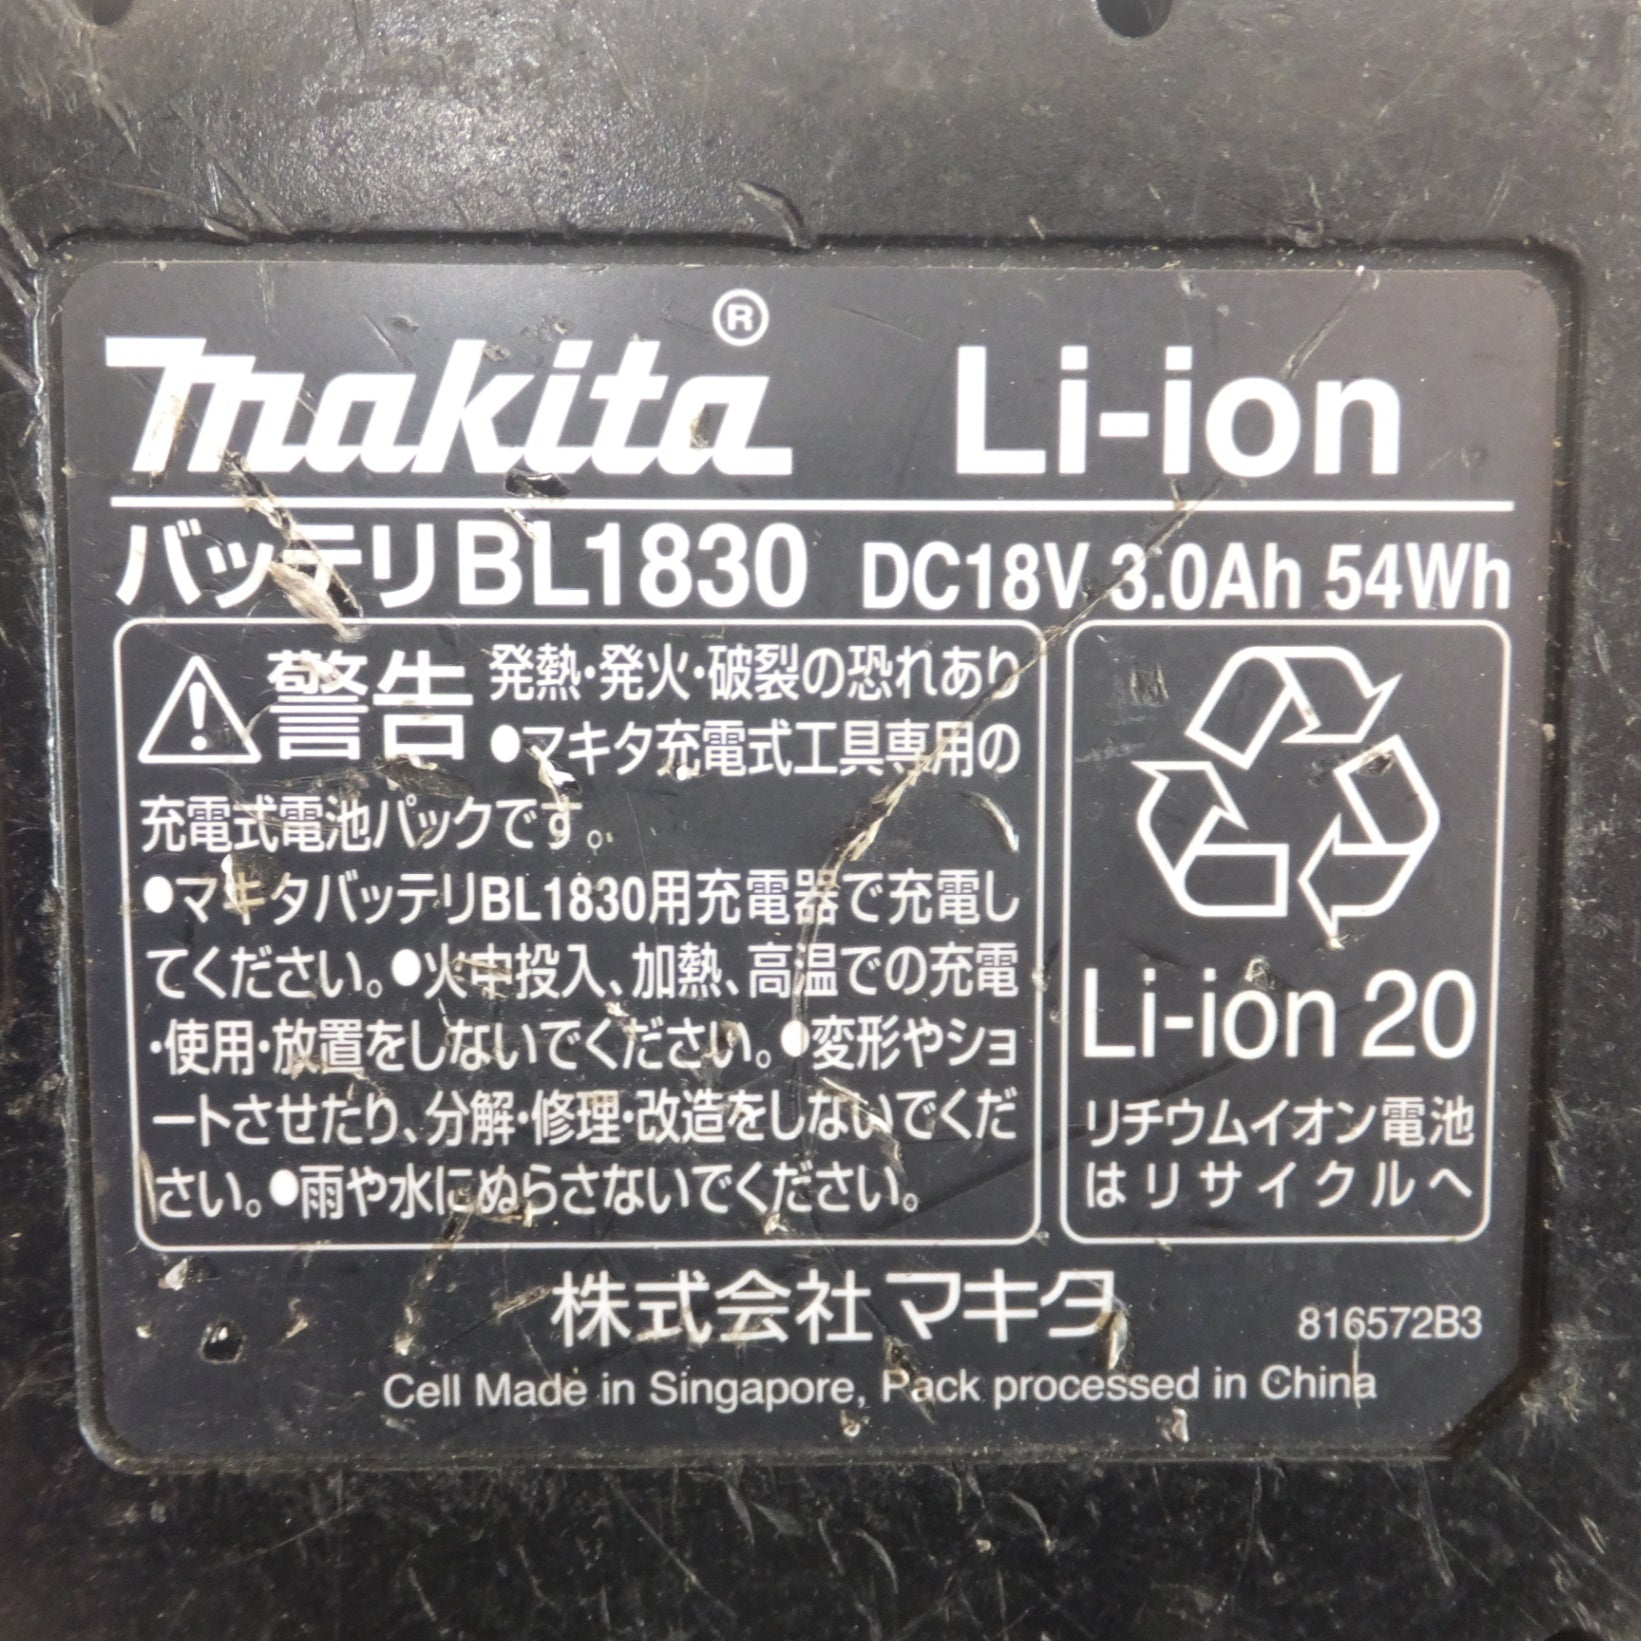 makita® Li-ion
バッテリBL1830 DC18V 3.0Ah 54Wh
警告 発熱・発火・破裂の恐れあり
●マキタ充電式工具専用の
充電式電池パックです。
●マキタバッテリBL1830用充電器で充電し
てください。●火中投入、加熱、高温での充電
・使用・放置をしないでください。●変形やショ
ートさせたり、分解・修理・改造をしないでくだ
さい。●雨や水にぬらさないでください。
Li-ion 20
リチウムイオン電池
はリサイクルへ
株式会社マキタ
816572B3
Cell Made in Singapore, Pack processed in China